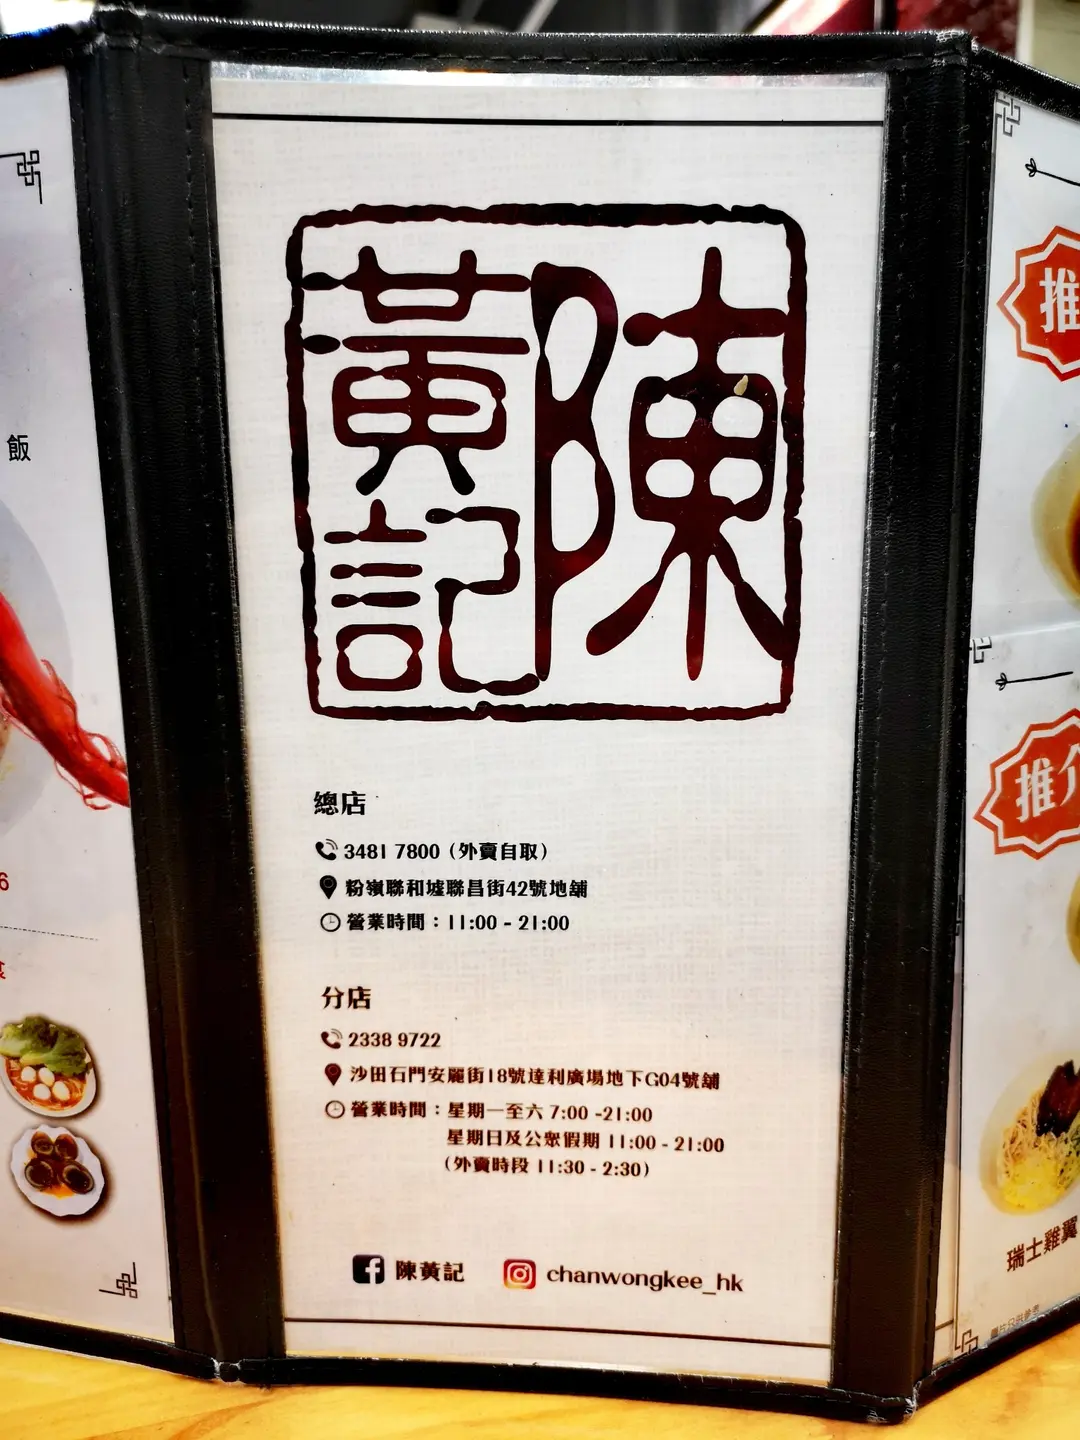 飯
6
陳黃記
總店
3481 7800 (外賣自取)
粉嶺聯和墟聯昌街42號地舖
營業時間：11:00 - 21:00
分店
2338 9722
沙田石門安麗街18號達利廣場地下G04號舖
營業時間：星期一至六 7:00 -21:00
星期日及公眾假期 11:00 - 21:00
(外賣時段 11:30 - 2:30)
陳黃記
chanwongkee_hk
推
推介
瑞士雞翼